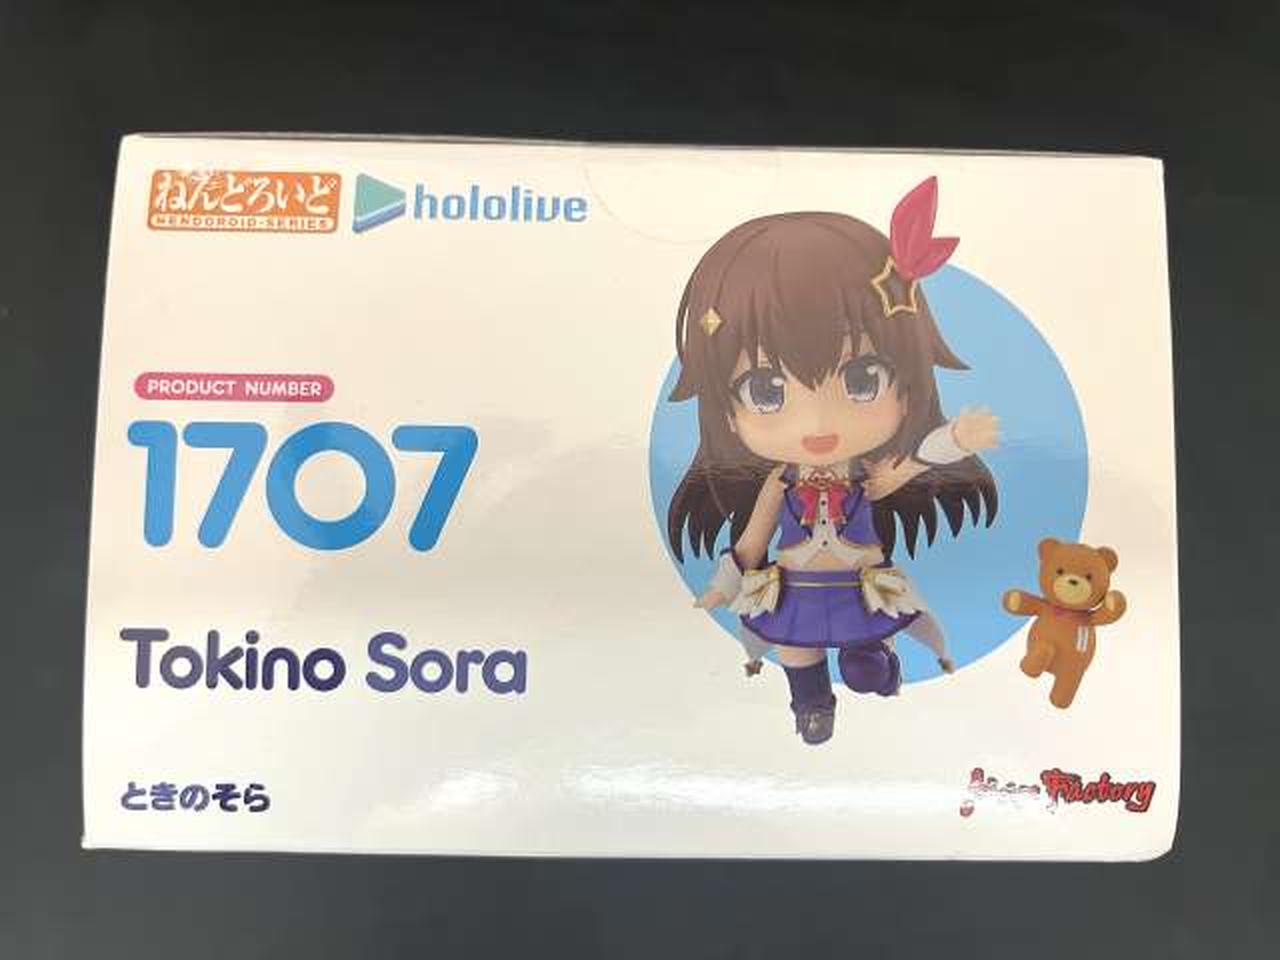 ねんどろいど
NENDOROID-SERIES
hololive
PRODUCT NUMBER
1707
Tokino Sora
ときのそら
Factory